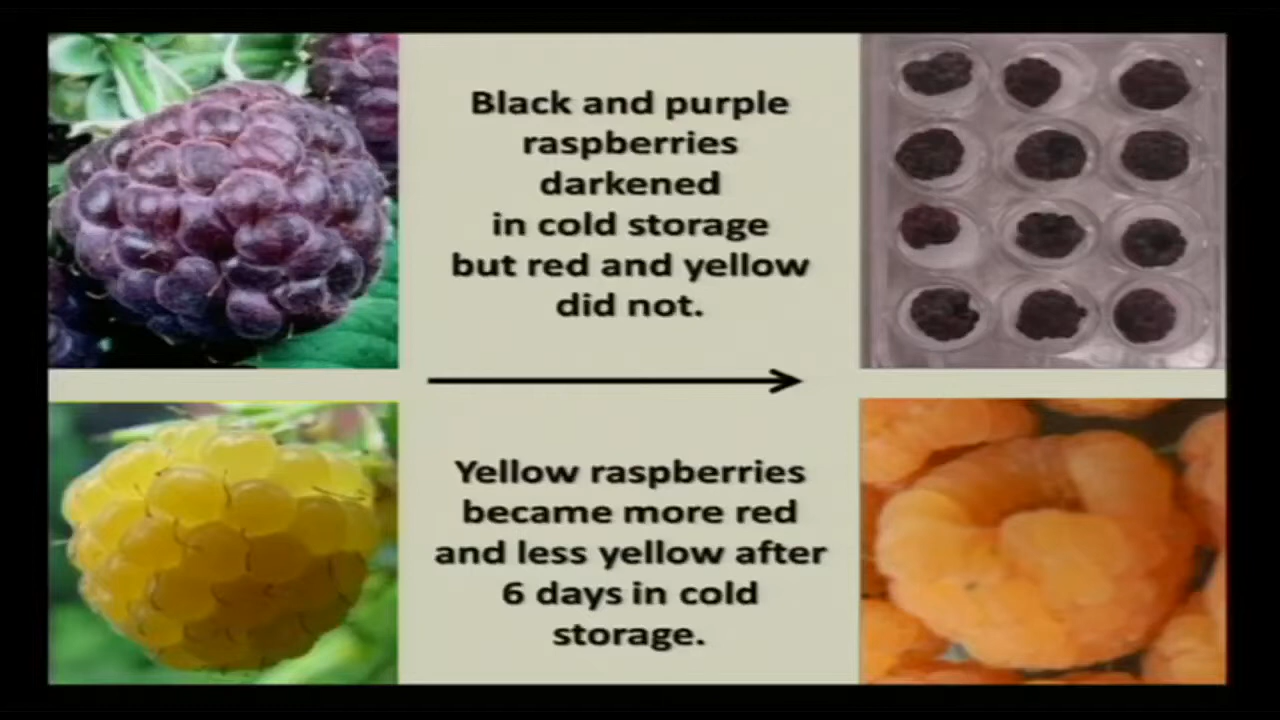 Black and purple
raspberries
darkened
in cold storage
but red and yellow
did not.
Yellow raspberries
became more red
and less yellow after
6 days in cold
storage.